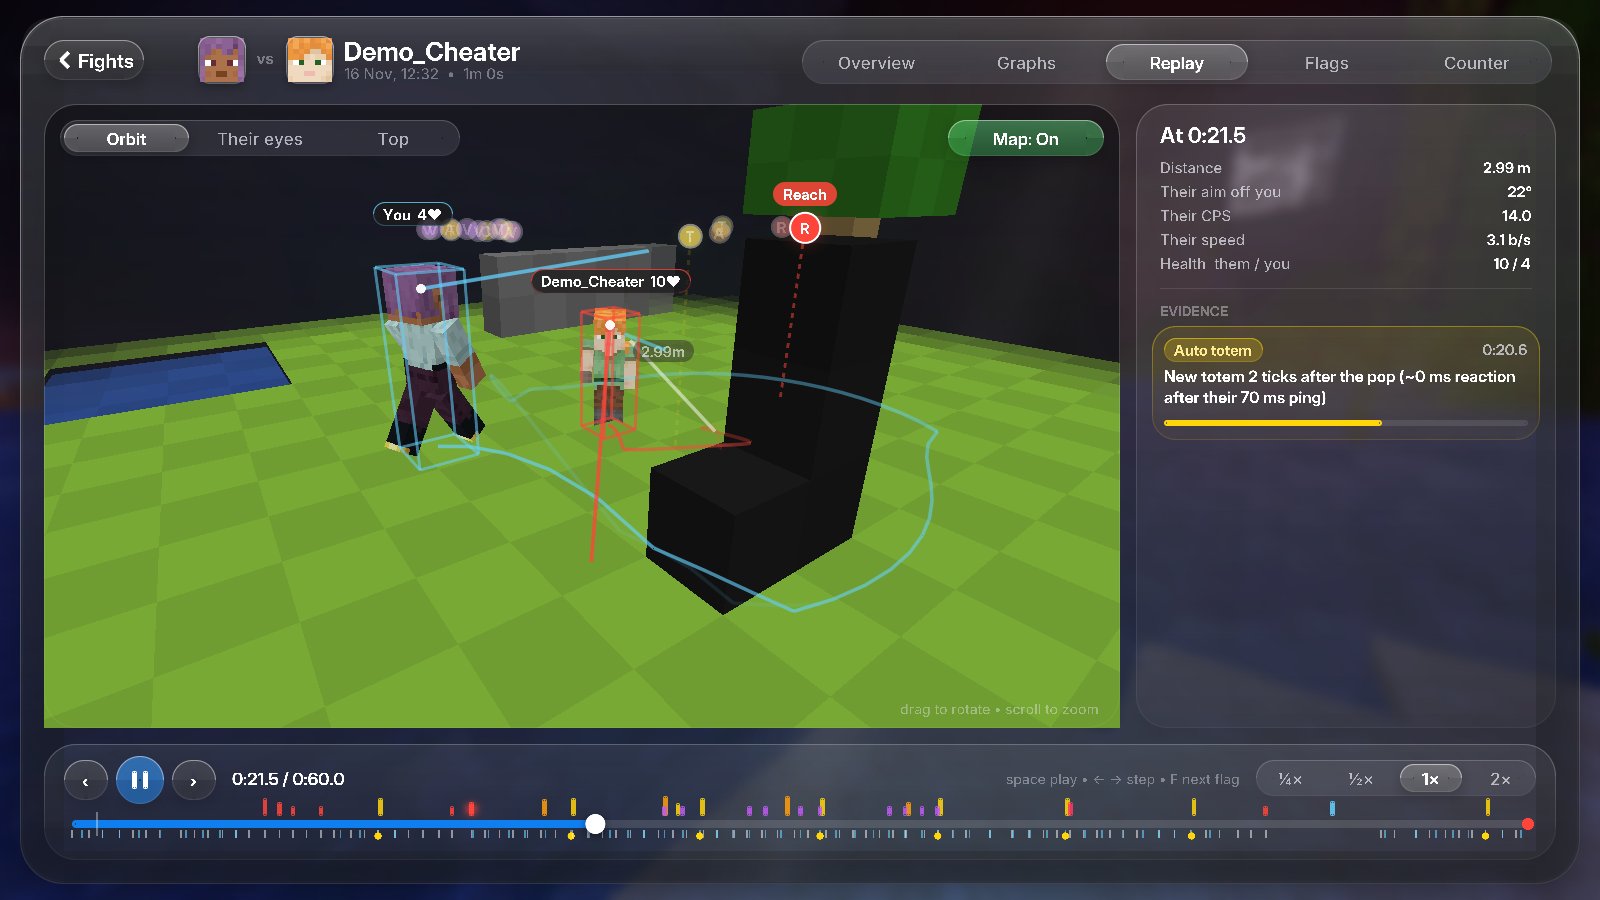 Fights
vs
Demo_Cheater
16 Nov, 12:32 • 1m 0s
Overview
Graphs
Replay
Flags
Counter
Orbit
Their eyes
Top
Map: On
Reach
R
R
You 4♥
T
Demo_Cheater 10♥
2.99m
drag to rotate • scroll to zoom
At 0:21.5
Distance 2.99 m
Their aim off you 22°
Their CPS 14.0
Their speed 3.1 b/s
Health them / you 10 / 4
EVIDENCE
Auto totem 0:20.6
New totem 2 ticks after the pop (~0 ms reaction
after their 70 ms ping)
0:21.5 / 0:60.0
space play • ← → step • F next flag
¼×
½×
1×
2×